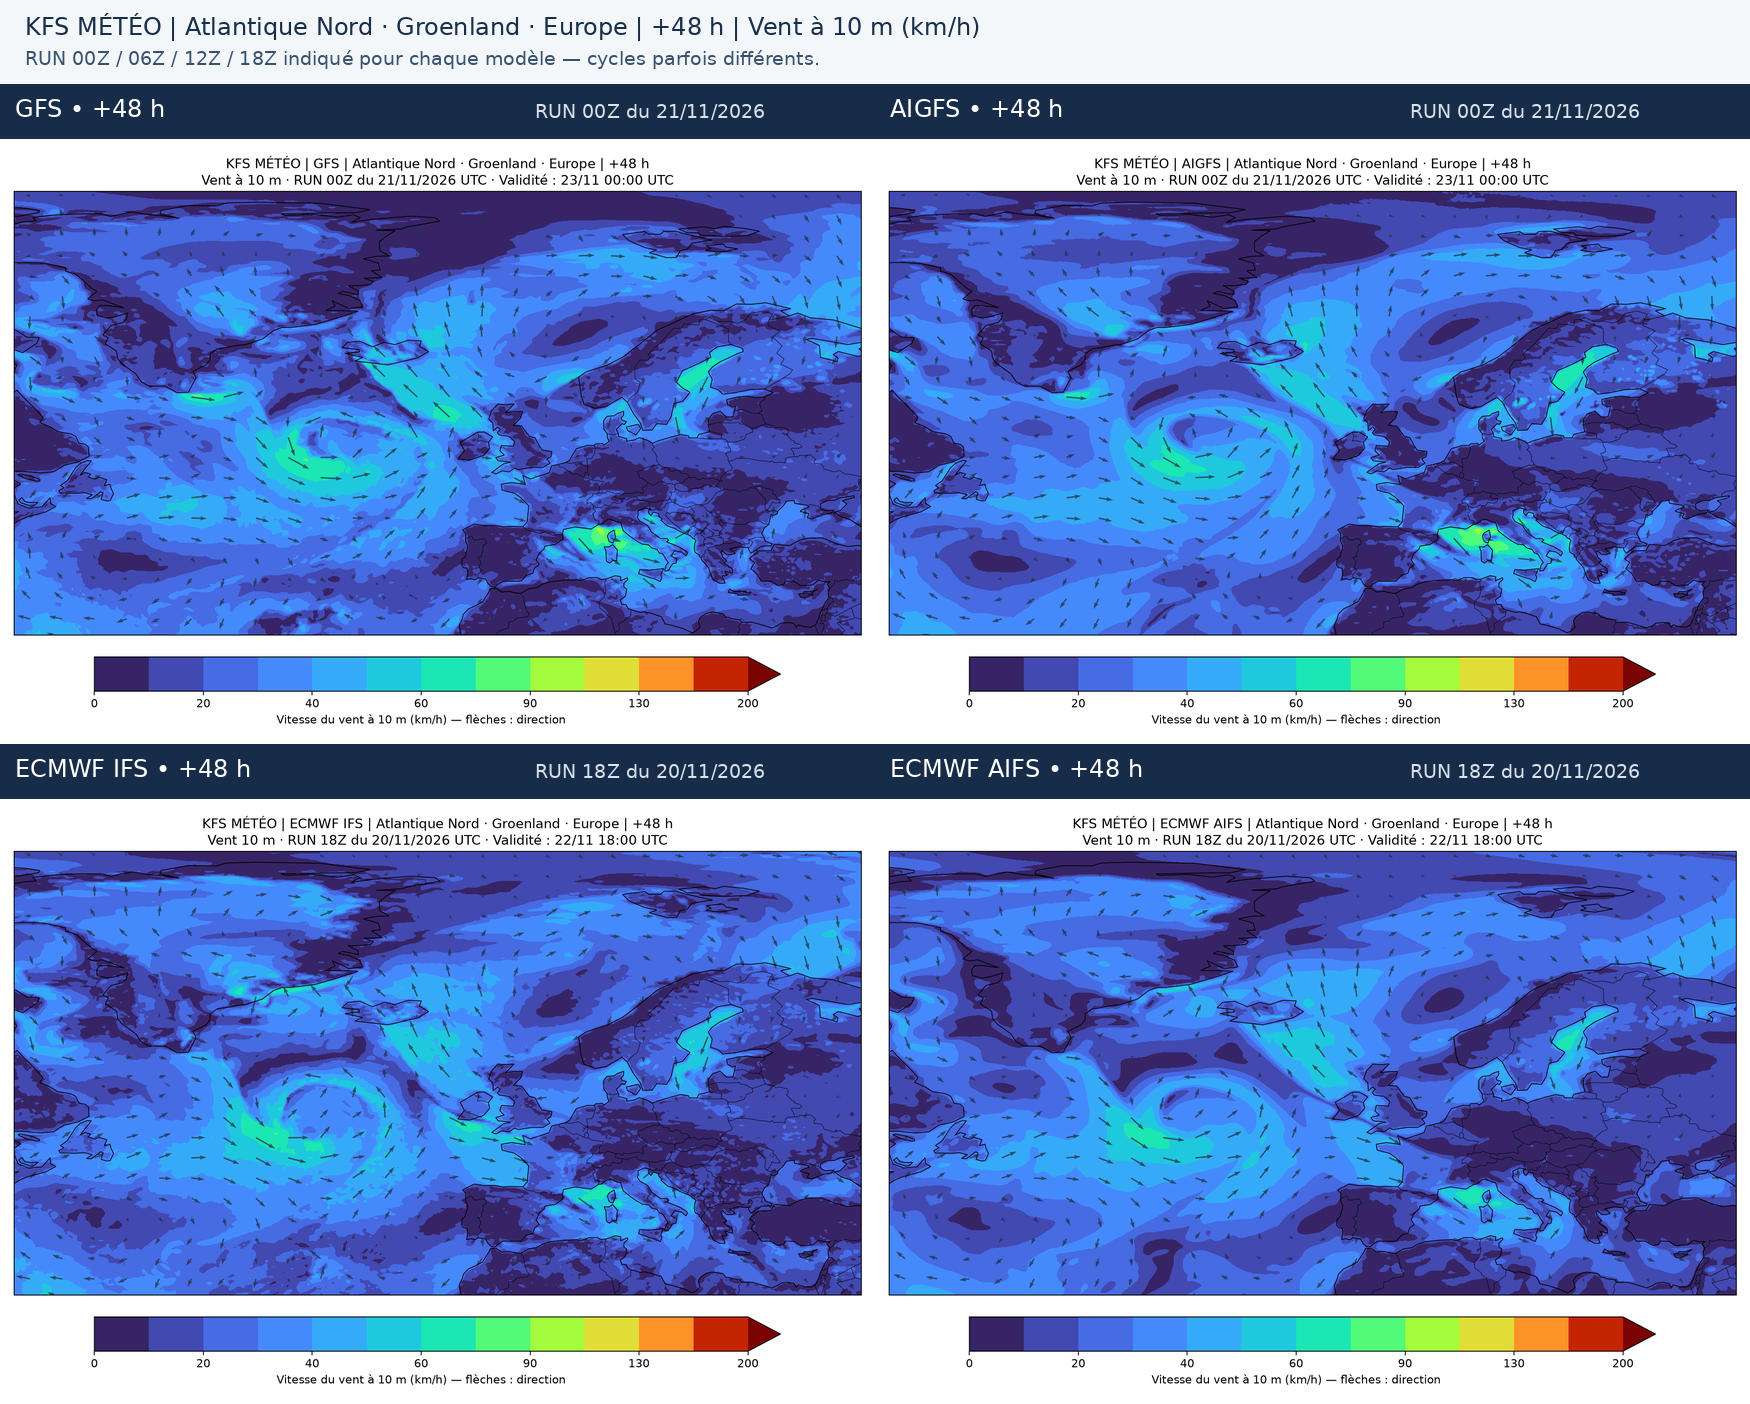 KFS MÉTÉO | Atlantique Nord · Groenland · Europe | +48 h | Vent à 10 m (km/h)
RUN 00Z / 06Z / 12Z / 18Z indiqué pour chaque modèle — cycles parfois différents.
GFS • +48 h
RUN 00Z du 21/11/2026
KFS MÉTÉO | GFS | Atlantique Nord · Groenland · Europe | +48 h
Vent à 10 m · RUN 00Z du 21/11/2026 UTC · Validité : 23/11 00:00 UTC
0 20 40 60 90 130 200
Vitesse du vent à 10 m (km/h) — flèches : direction
AIGFS • +48 h
RUN 00Z du 21/11/2026
KFS MÉTÉO | AIGFS | Atlantique Nord · Groenland · Europe | +48 h
Vent à 10 m · RUN 00Z du 21/11/2026 UTC · Validité : 23/11 00:00 UTC
0 20 40 60 90 130 200
Vitesse du vent à 10 m (km/h) — flèches : direction
ECMWF IFS • +48 h
RUN 18Z du 20/11/2026
KFS MÉTÉO | ECMWF IFS | Atlantique Nord · Groenland · Europe | +48 h
Vent 10 m · RUN 18Z du 20/11/2026 UTC · Validité : 22/11 18:00 UTC
0 20 40 60 90 130 200
Vitesse du vent à 10 m (km/h) — flèches : direction
ECMWF AIFS • +48 h
RUN 18Z du 20/11/2026
KFS MÉTÉO | ECMWF AIFS | Atlantique Nord · Groenland · Europe | +48 h
Vent 10 m · RUN 18Z du 20/11/2026 UTC · Validité : 22/11 18:00 UTC
0 20 40 60 90 130 200
Vitesse du vent à 10 m (km/h) — flèches : direction